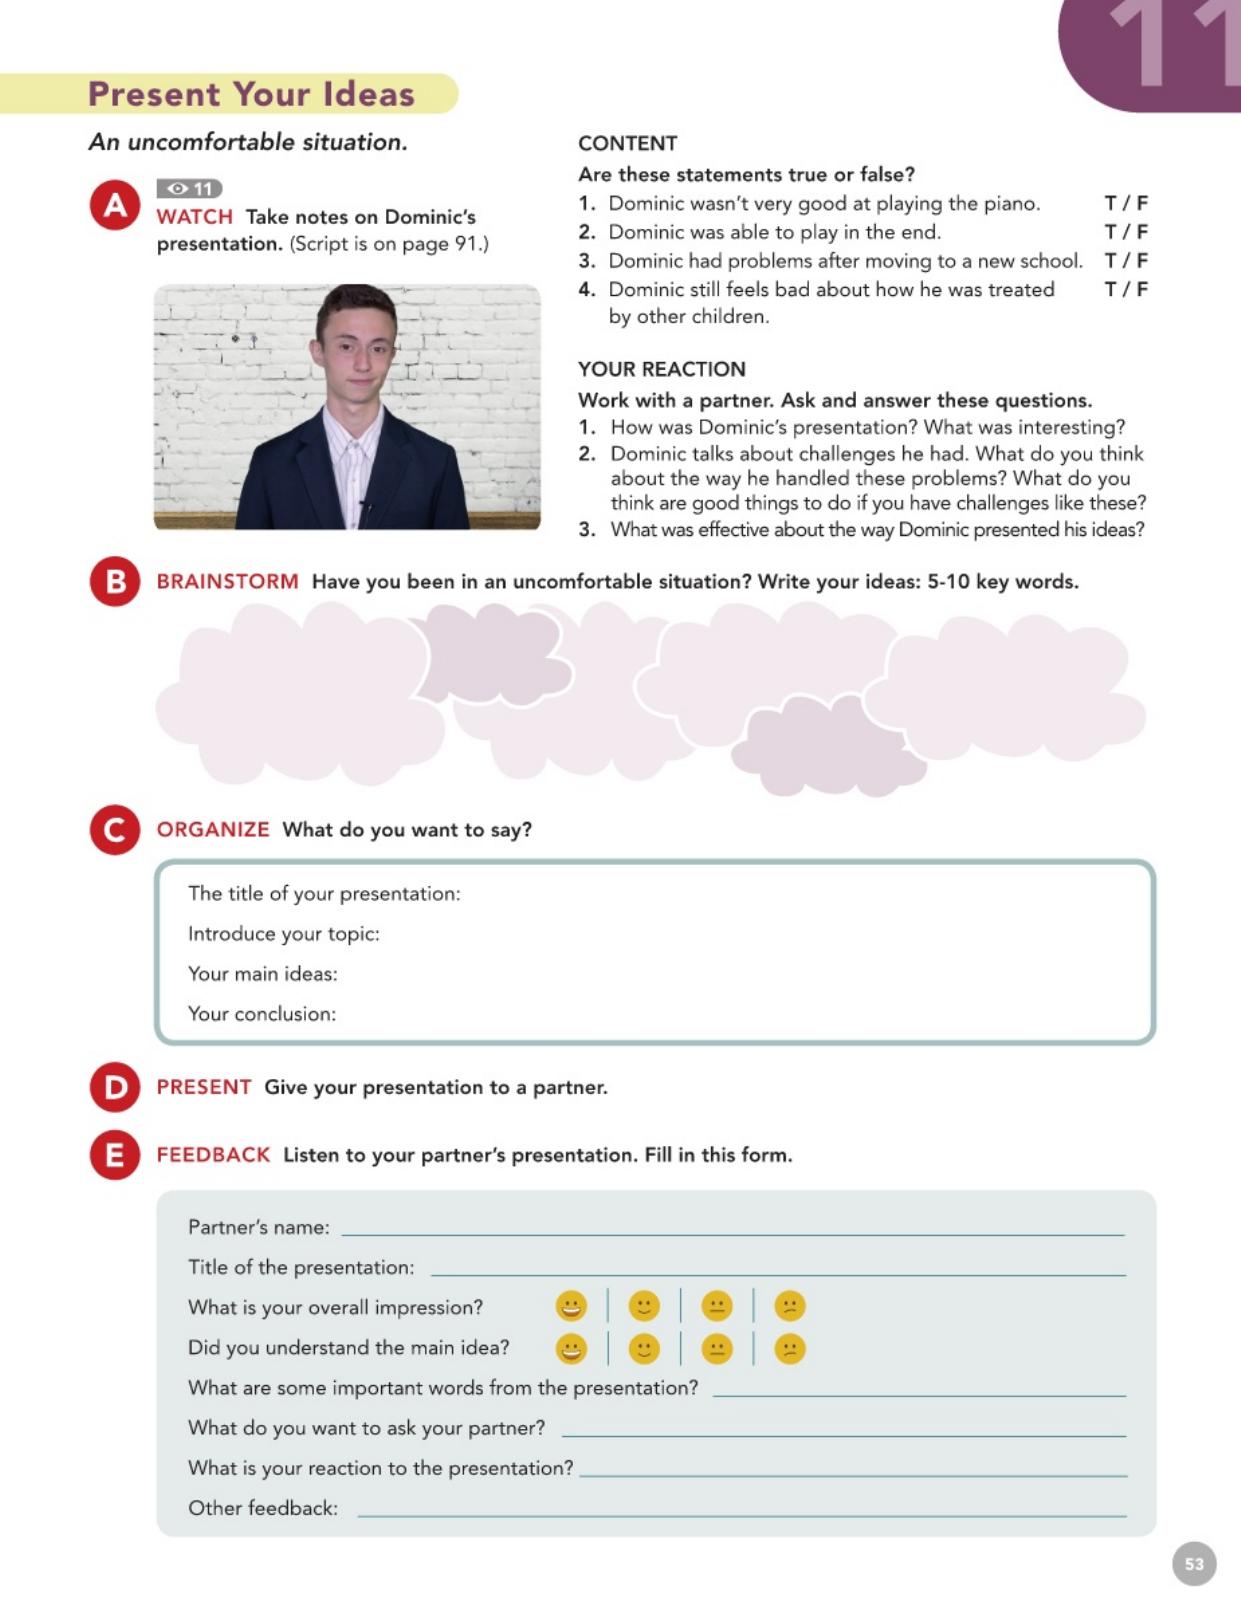 11
Present Your Ideas
An uncomfortable situation.
A
11
WATCH Take notes on Dominic's
presentation. (Script is on page 91.)
CONTENT
Are these statements true or false?
1. Dominic wasn't very good at playing the piano. T / F
2. Dominic was able to play in the end. T / F
3. Dominic had problems after moving to a new school. T / F
4. Dominic still feels bad about how he was treated T / F
by other children.
YOUR REACTION
Work with a partner. Ask and answer these questions.
1. How was Dominic's presentation? What was interesting?
2. Dominic talks about challenges he had. What do you think
about the way he handled these problems? What do you
think are good things to do if you have challenges like these?
3. What was effective about the way Dominic presented his ideas?
B
BRAINSTORM Have you been in an uncomfortable situation? Write your ideas: 5-10 key words.
C
ORGANIZE What do you want to say?
The title of your presentation:
Introduce your topic:
Your main ideas:
Your conclusion:
D
PRESENT Give your presentation to a partner.
E
FEEDBACK Listen to your partner's presentation. Fill in this form.
Partner's name:
Title of the presentation:
What is your overall impression?
Did you understand the main idea?
What are some important words from the presentation?
What do you want to ask your partner?
What is your reaction to the presentation?
Other feedback:
53